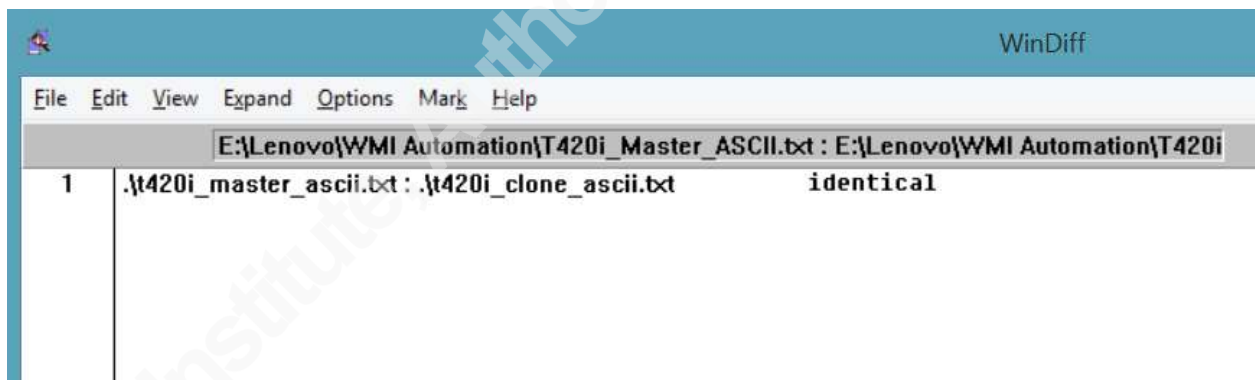 WinDiff
File Edit View Expand Options Mark Help
E:\Lenovo\WMI Automation\T420i_Master_ASCII.txt : E:\Lenovo\WMI Automation\T420i
1 .\t420i_master_ascii.txt : .\t420i_clone_ascii.txt identical